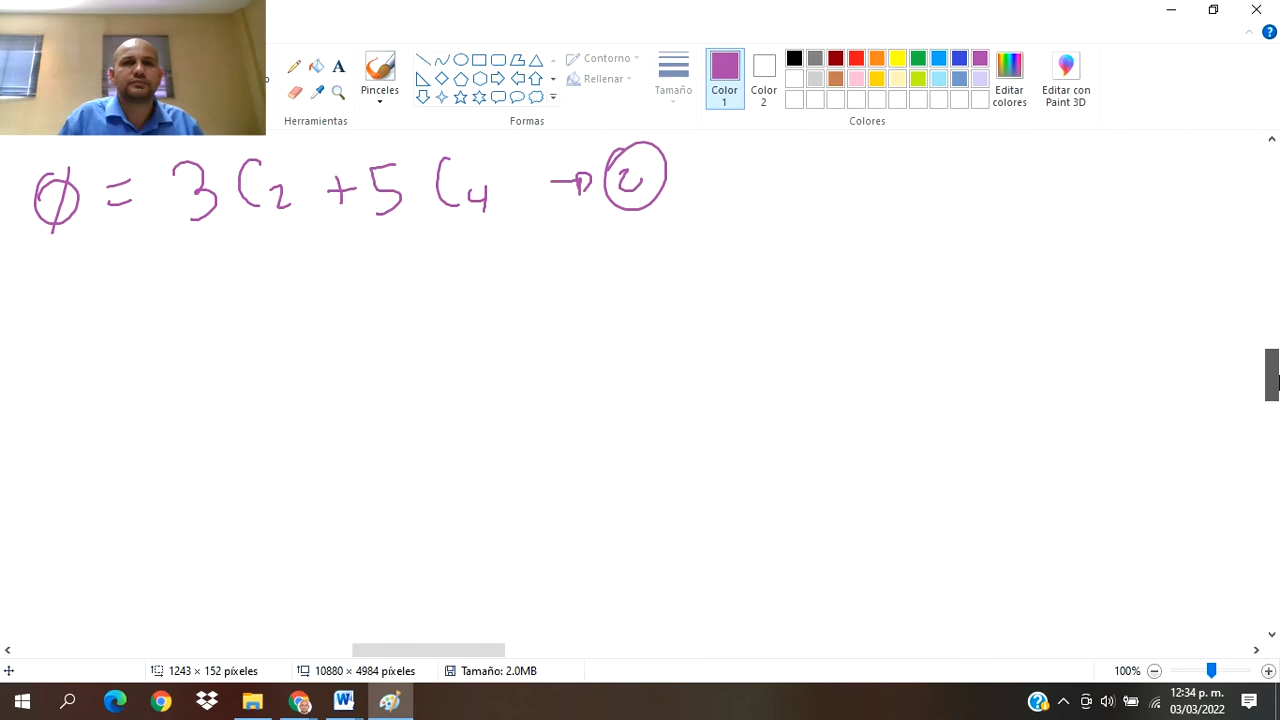 Contorno
Rellenar
Pinceles
Tamaño
Color 1
Color 2
Editar colores
Editar con Paint 3D
Herramientas
Formas
Colores
∅ = 3 C₂ + 5 C₄ → ②
1243 × 152 píxeles
10880 × 4984 píxeles
Tamaño: 2.0MB
100%
12:34 p. m.
03/03/2022